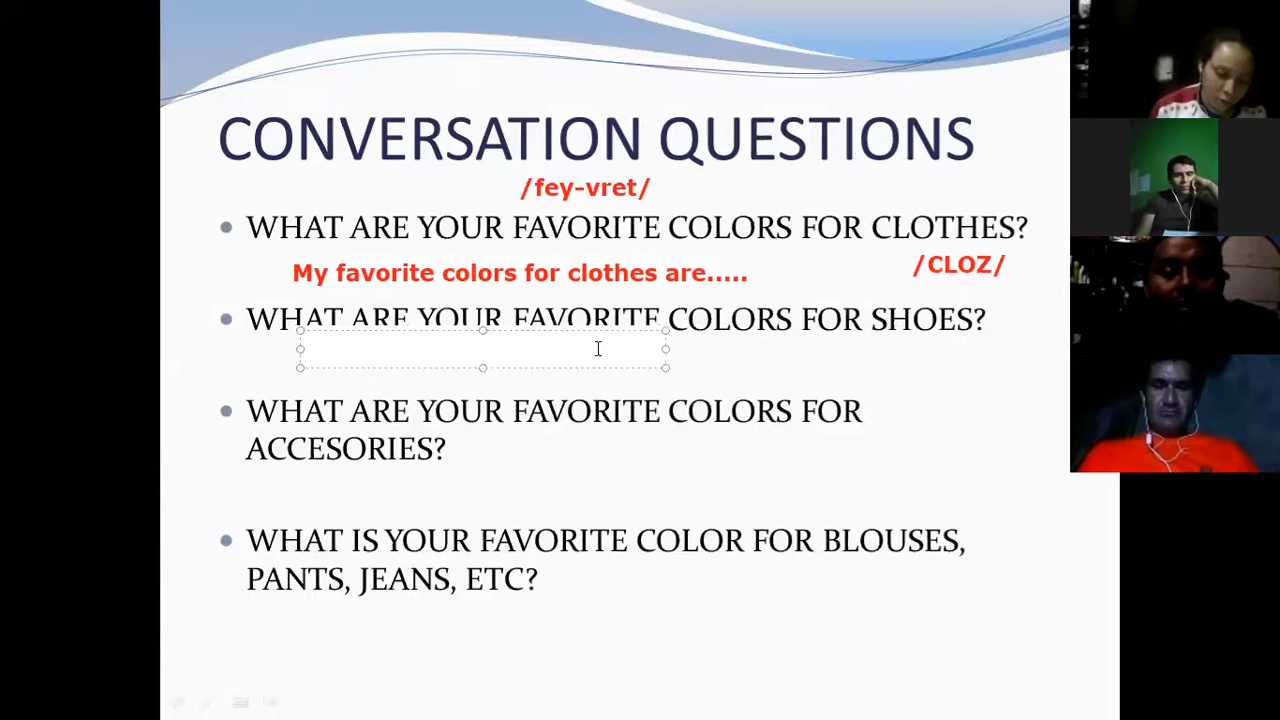 CONVERSATION QUESTIONS
/fey-vret/
• WHAT ARE YOUR FAVORITE COLORS FOR CLOTHES?
/CLOZ/
My favorite colors for clothes are.....
• WHAT ARE YOUR FAVORITE COLORS FOR SHOES?
• WHAT ARE YOUR FAVORITE COLORS FOR
ACCESORIES?
• WHAT IS YOUR FAVORITE COLOR FOR BLOUSES,
PANTS, JEANS, ETC?